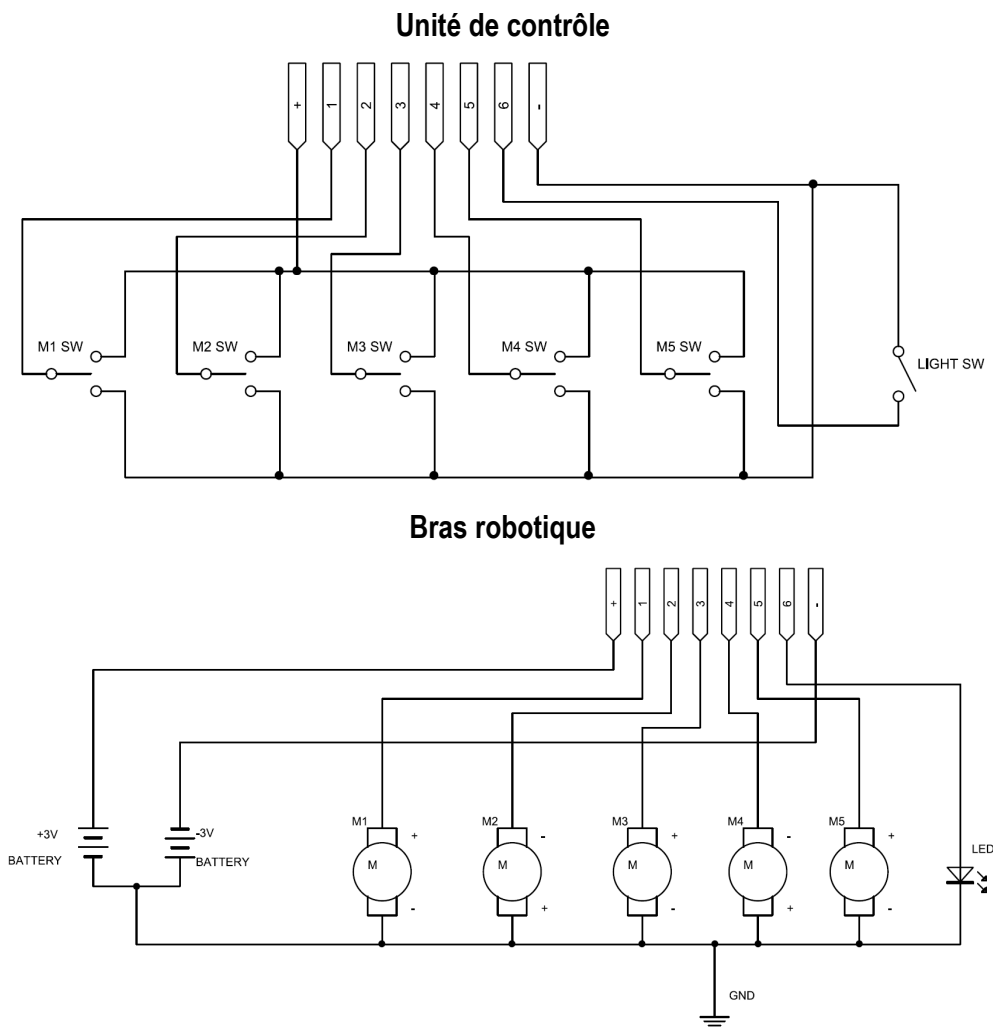 Unité de contrôle
+ 1 2 3 4 5 6 -
M1 SW M2 SW M3 SW M4 SW M5 SW
LIGHT SW
Bras robotique
+ 1 2 3 4 5 6 -
+3V -3V
BATTERY BATTERY
M1 + M2 - M3 + M4 - M5 +
M M M M M
LED
- + - + -
GND